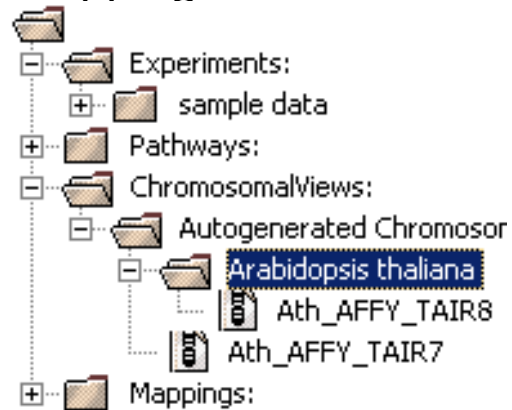 Experiments:
sample data
Pathways:
ChromosomalViews:
Autogenerated Chromosor
Arabidopsis thaliana
Ath_AFFY_TAIR8
Ath_AFFY_TAIR7
Mappings: